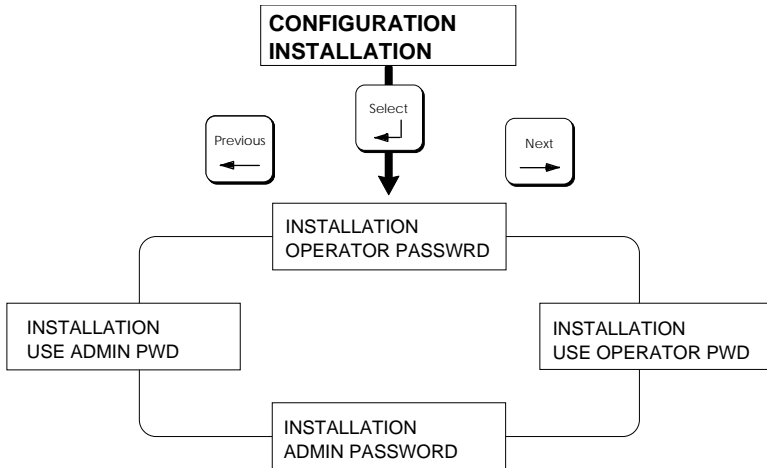 CONFIGURATION
INSTALLATION
Select
Previous
Next
INSTALLATION
OPERATOR PASSWRD
INSTALLATION
USE ADMIN PWD
INSTALLATION
USE OPERATOR PWD
INSTALLATION
ADMIN PASSWORD